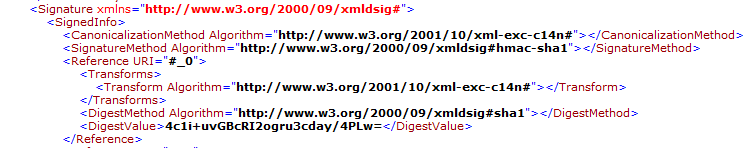 <Signature xmlns="http://www.w3.org/2000/09/xmldsig#">
<SignedInfo>
<CanonicalizationMethod Algorithm="http://www.w3.org/2001/10/xml-exc-c14n#"></CanonicalizationMethod>
<SignatureMethod Algorithm="http://www.w3.org/2000/09/xmldsig#hmac-sha1"></SignatureMethod>
<Reference URI="#_0">
<Transforms>
<Transform Algorithm="http://www.w3.org/2001/10/xml-exc-c14n#"></Transform>
</Transforms>
<DigestMethod Algorithm="http://www.w3.org/2000/09/xmldsig#sha1"></DigestMethod>
<DigestValue>4c1i+uvGBcRI2ogru3cday/4PLw=</DigestValue>
</Reference>